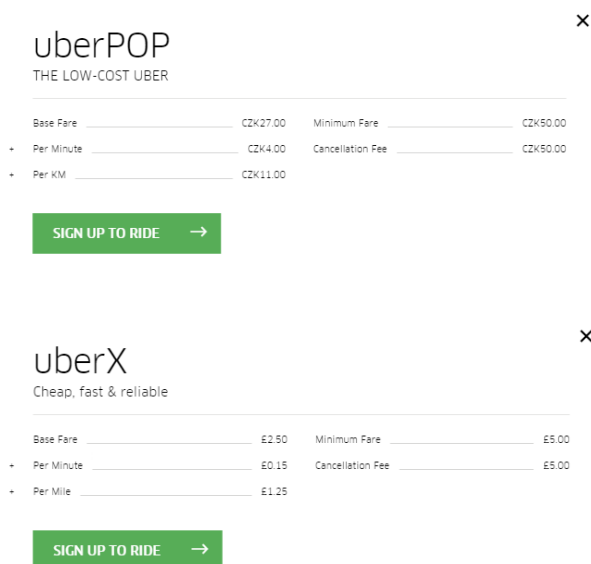 uberPOP
THE LOW-COST UBER
Base Fare CZK27.00 Minimum Fare CZK50.00
+ Per Minute CZK4.00 Cancellation Fee CZK50.00
+ Per KM CZK11.00
SIGN UP TO RIDE →
uberX
Cheap, fast & reliable
Base Fare £2.50 Minimum Fare £5.00
+ Per Minute £0.15 Cancellation Fee £5.00
+ Per Mile £1.25
SIGN UP TO RIDE →